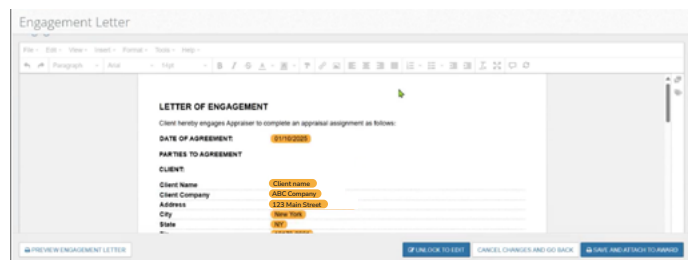 Engagement Letter
File Edit View Insert Format Tools Help
Paragraph Arial 14pt
LETTER OF ENGAGEMENT
Client hereby engages Appraiser to complete an appraisal assignment as follows:
DATE OF AGREEMENT: 01/10/2025
PARTIES TO AGREEMENT
CLIENT:
Client Name Client name
Client Company ABC Company
Address 123 Main Street
City New York
State NY
PREVIEW ENGAGEMENT LETTER UNLOCK TO EDIT CANCEL CHANGES AND GO BACK SAVE AND ATTACH TO AWARD